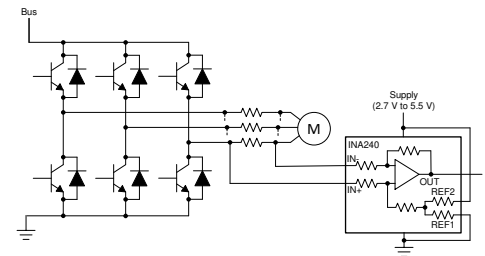 Bus
Supply
(2.7 V to 5.5 V)
M
INA240
IN-
IN+
OUT
REF2
REF1